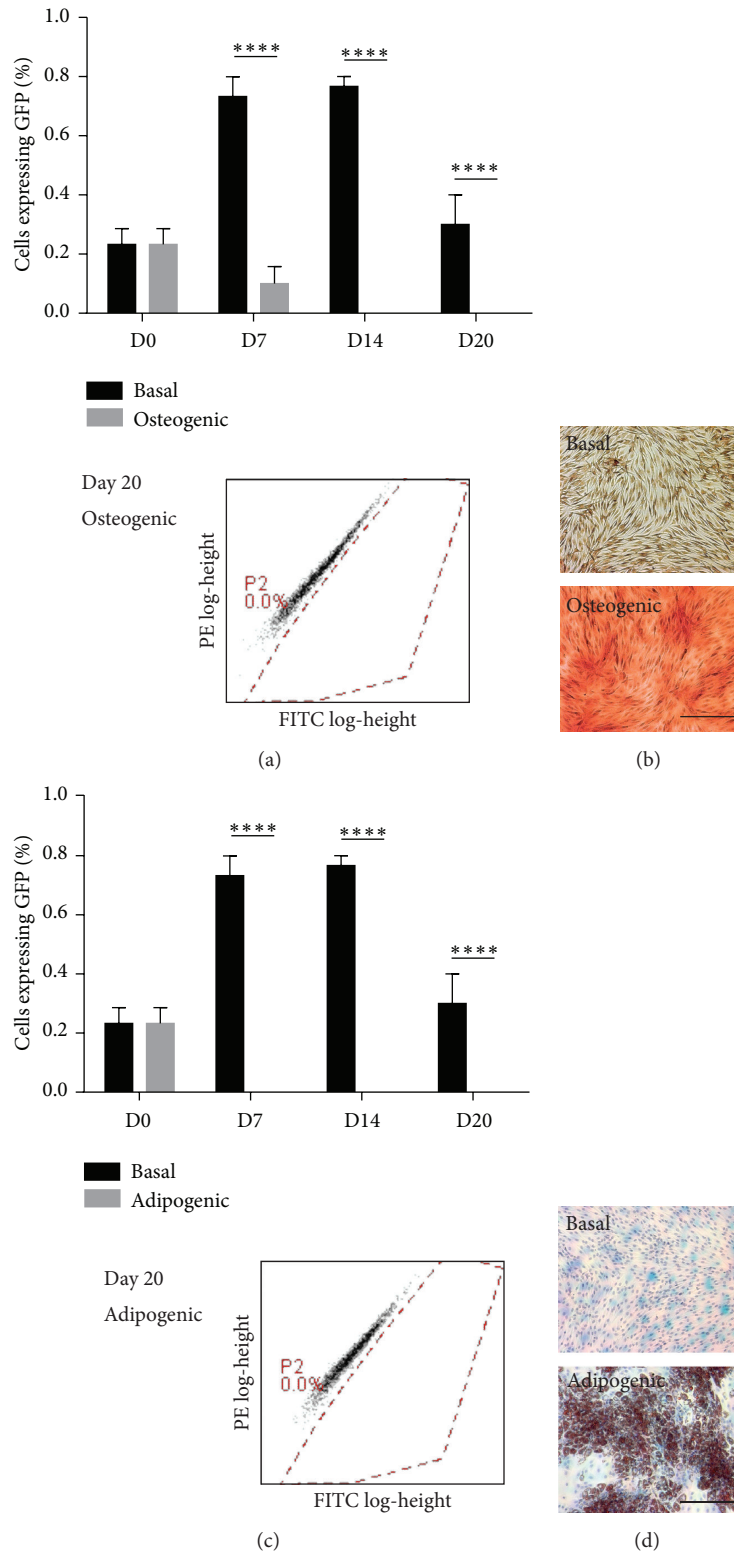 ****
****
****
Cells expressing GFP (%)
1.0
0.8
0.6
0.4
0.2
0.0
D0
D7
D14
D20
Basal
Osteogenic
Day 20
Osteogenic
PE log-height
P2
0.0%
FITC log-height
Basal
Osteogenic
(a)
(b)
****
****
****
Cells expressing GFP (%)
1.0
0.8
0.6
0.4
0.2
0.0
D0
D7
D14
D20
Basal
Adipogenic
Day 20
Adipogenic
PE log-height
P2
0.0%
FITC log-height
Basal
Adipogenic
(c)
(d)